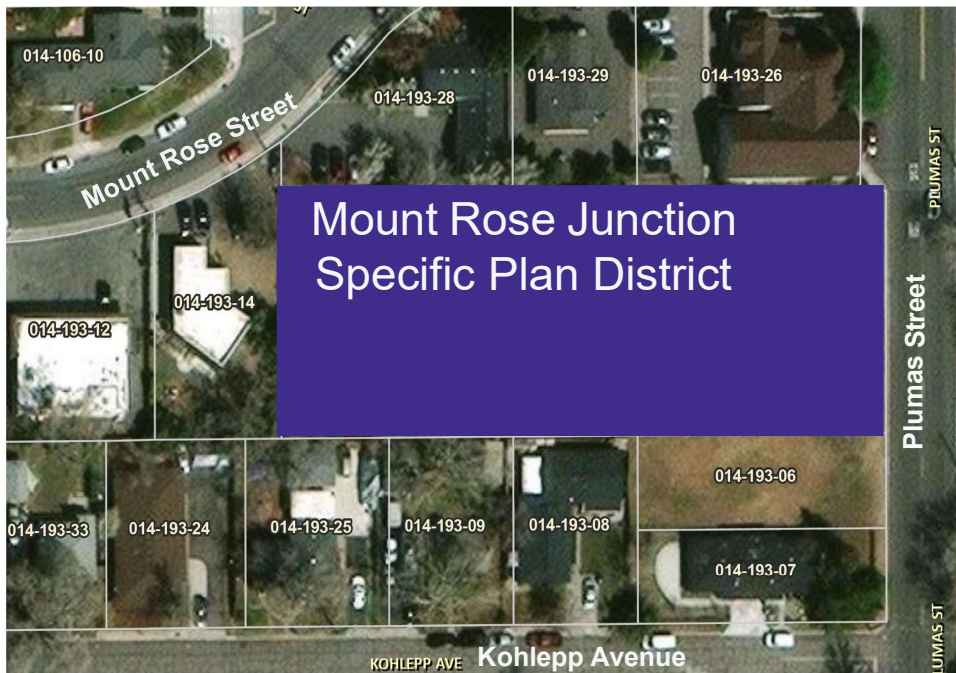 014-106-10
014-193-28
014-193-29
014-193-26
Mount Rose Street
PLUMAS ST
Mount Rose Junction
Specific Plan District
014-193-14
014-193-12
Plumas Street
014-193-06
014-193-33
014-193-24
014-193-25
014-193-09
014-193-08
014-193-07
LUMAS ST
KOHLEPP AVE
Kohlepp Avenue